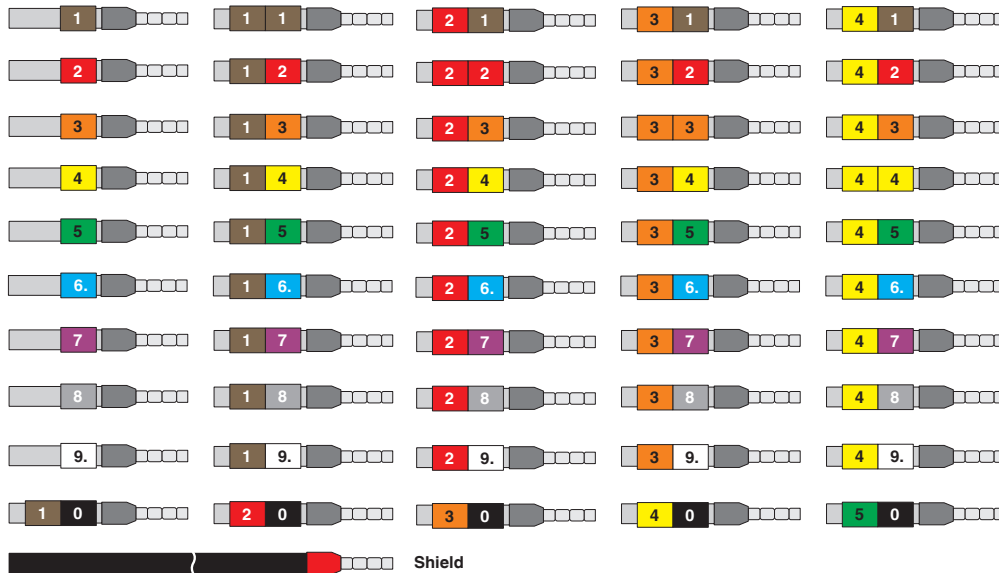 1 1 1 2 1 3 1 4 1
2 1 2 2 2 3 2 4 2
3 1 3 2 3 3 3 4 3
4 1 4 2 4 3 4 4 4
5 1 5 2 5 3 5 4 5
6. 1 6. 2 6. 3 6. 4 6.
7 1 7 2 7 3 7 4 7
8 1 8 2 8 3 8 4 8
9. 1 9. 2 9. 3 9. 4 9.
1 0 2 0 3 0 4 0 5 0
Shield